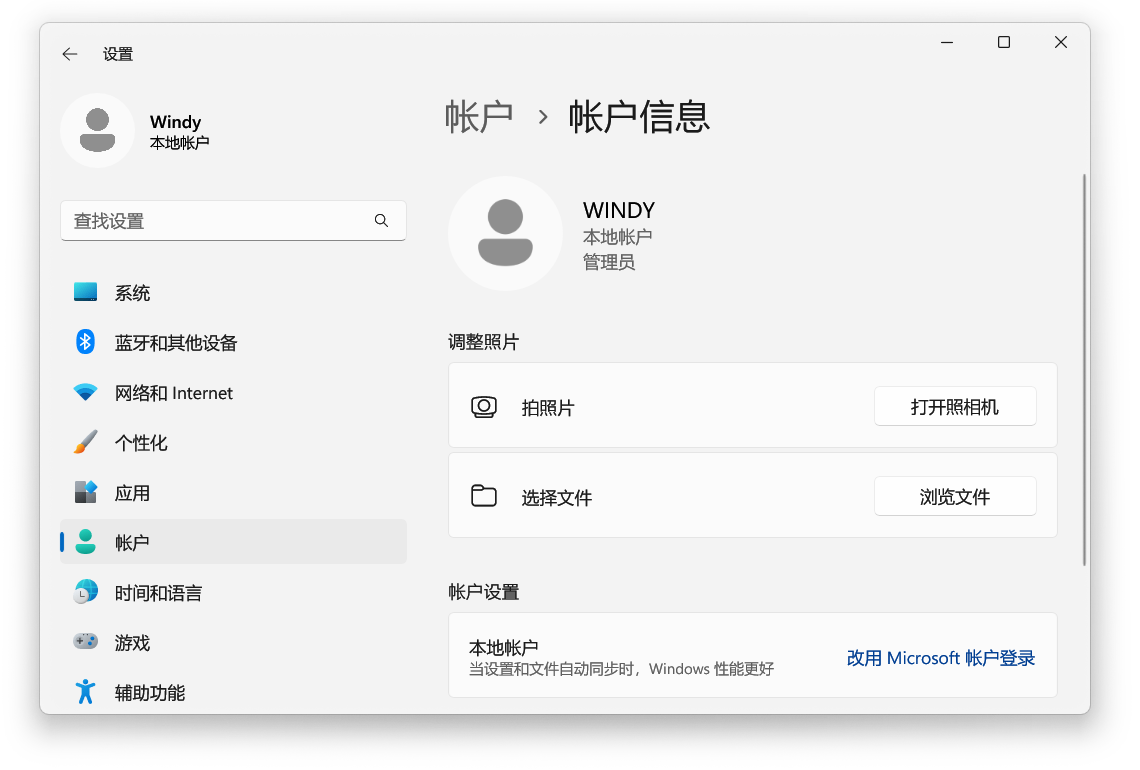 设置
Windy
本地帐户
查找设置
系统
蓝牙和其他设备
网络和 Internet
个性化
应用
帐户
时间和语言
游戏
辅助功能
帐户 › 帐户信息
WINDY
本地帐户
管理员
调整照片
拍照片
打开照相机
选择文件
浏览文件
帐户设置
本地帐户
当设置和文件自动同步时，Windows 性能更好
改用 Microsoft 帐户登录